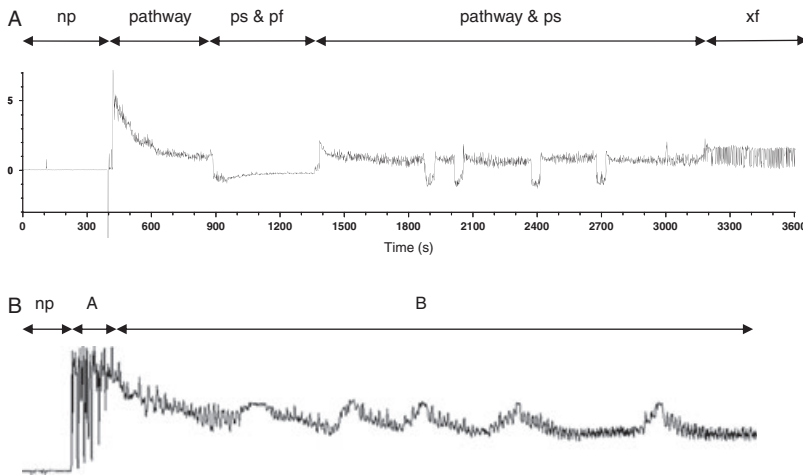 A
np pathway ps & pf pathway & ps xf
5
0
0 300 600 900 1200 1500 1800 2100 2400 2700 3000 3300 3600
Time (s)
B np A B